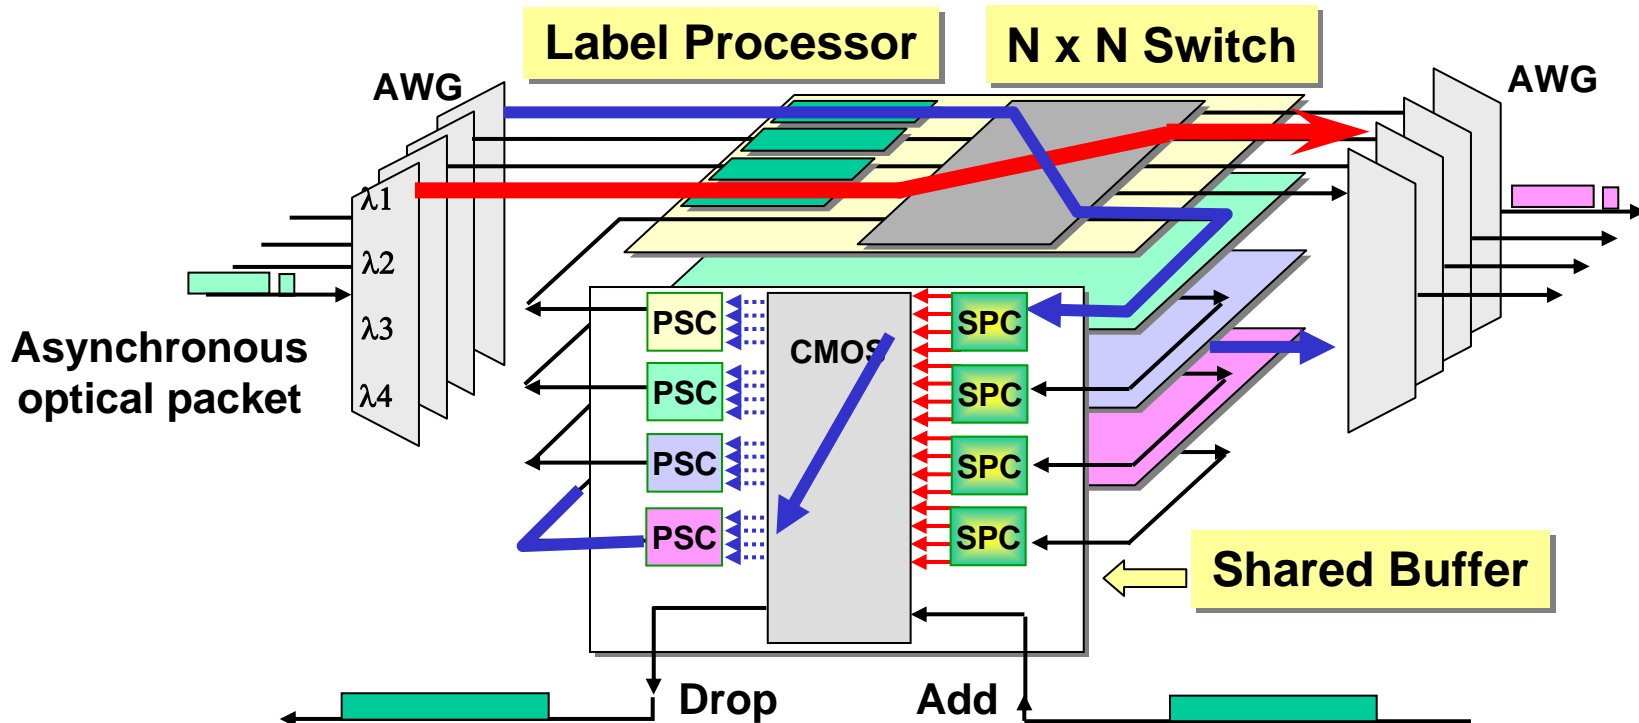 Label Processor
N x N Switch
AWG
AWG
λ1
λ2
λ3
λ4
Asynchronous
optical packet
PSC
CMOS
SPC
PSC
SPC
PSC
SPC
PSC
SPC
Shared Buffer
Drop
Add